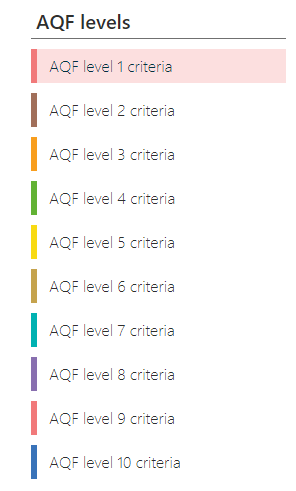 AQF levels
AQF level 1 criteria
AQF level 2 criteria
AQF level 3 criteria
AQF level 4 criteria
AQF level 5 criteria
AQF level 6 criteria
AQF level 7 criteria
AQF level 8 criteria
AQF level 9 criteria
AQF level 10 criteria